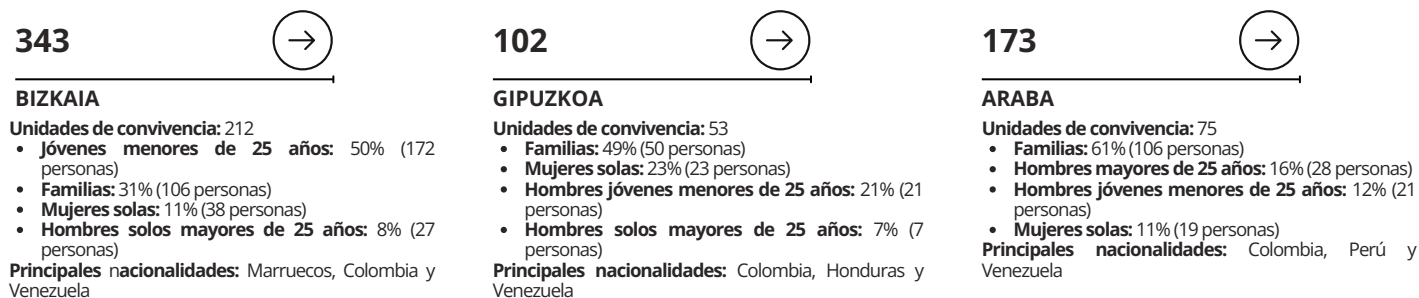 343
BIZKAIA
Unidades de convivencia: 212
• Jóvenes menores de 25 años: 50% (172
personas)
• Familias: 31% (106 personas)
• Mujeres solas: 11% (38 personas)
• Hombres solos mayores de 25 años: 8% (27
personas)
Principales nacionalidades: Marruecos, Colombia y
Venezuela
102
GIPUZKOA
Unidades de convivencia: 53
• Familias: 49% (50 personas)
• Mujeres solas: 23% (23 personas)
• Hombres jóvenes menores de 25 años: 21% (21
personas)
• Hombres solos mayores de 25 años: 7% (7
personas)
Principales nacionalidades: Colombia, Honduras y
Venezuela
173
ARABA
Unidades de convivencia: 75
• Familias: 61% (106 personas)
• Hombres mayores de 25 años: 16% (28 personas)
• Hombres jóvenes menores de 25 años: 12% (21
personas)
• Mujeres solas: 11% (19 personas)
Principales nacionalidades: Colombia, Perú y
Venezuela